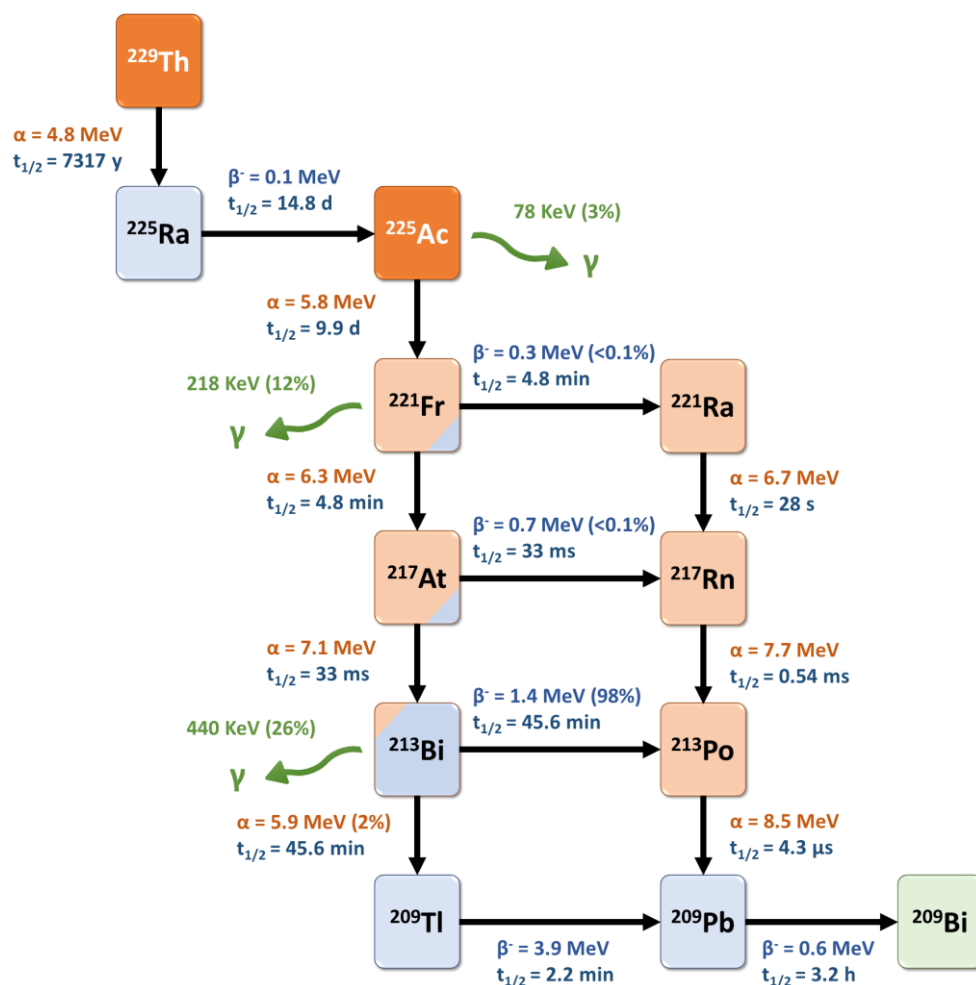 ²²⁹Th
α = 4.8 MeV
t₁/₂ = 7317 y
β⁻ = 0.1 MeV
t₁/₂ = 14.8 d
²²⁵Ra
²²⁵Ac
78 KeV (3%)
γ
α = 5.8 MeV
t₁/₂ = 9.9 d
β⁻ = 0.3 MeV (<0.1%)
t₁/₂ = 4.8 min
218 KeV (12%)
γ
²²¹Fr
²²¹Ra
α = 6.3 MeV
t₁/₂ = 4.8 min
α = 6.7 MeV
t₁/₂ = 28 s
β⁻ = 0.7 MeV (<0.1%)
t₁/₂ = 33 ms
²¹⁷At
²¹⁷Rn
α = 7.1 MeV
t₁/₂ = 33 ms
α = 7.7 MeV
t₁/₂ = 0.54 ms
β⁻ = 1.4 MeV (98%)
t₁/₂ = 45.6 min
440 KeV (26%)
γ
²¹³Bi
²¹³Po
α = 5.9 MeV (2%)
t₁/₂ = 45.6 min
α = 8.5 MeV
t₁/₂ = 4.3 µs
²⁰⁹Tl
²⁰⁹Pb
²⁰⁹Bi
β⁻ = 3.9 MeV
t₁/₂ = 2.2 min
β⁻ = 0.6 MeV
t₁/₂ = 3.2 h